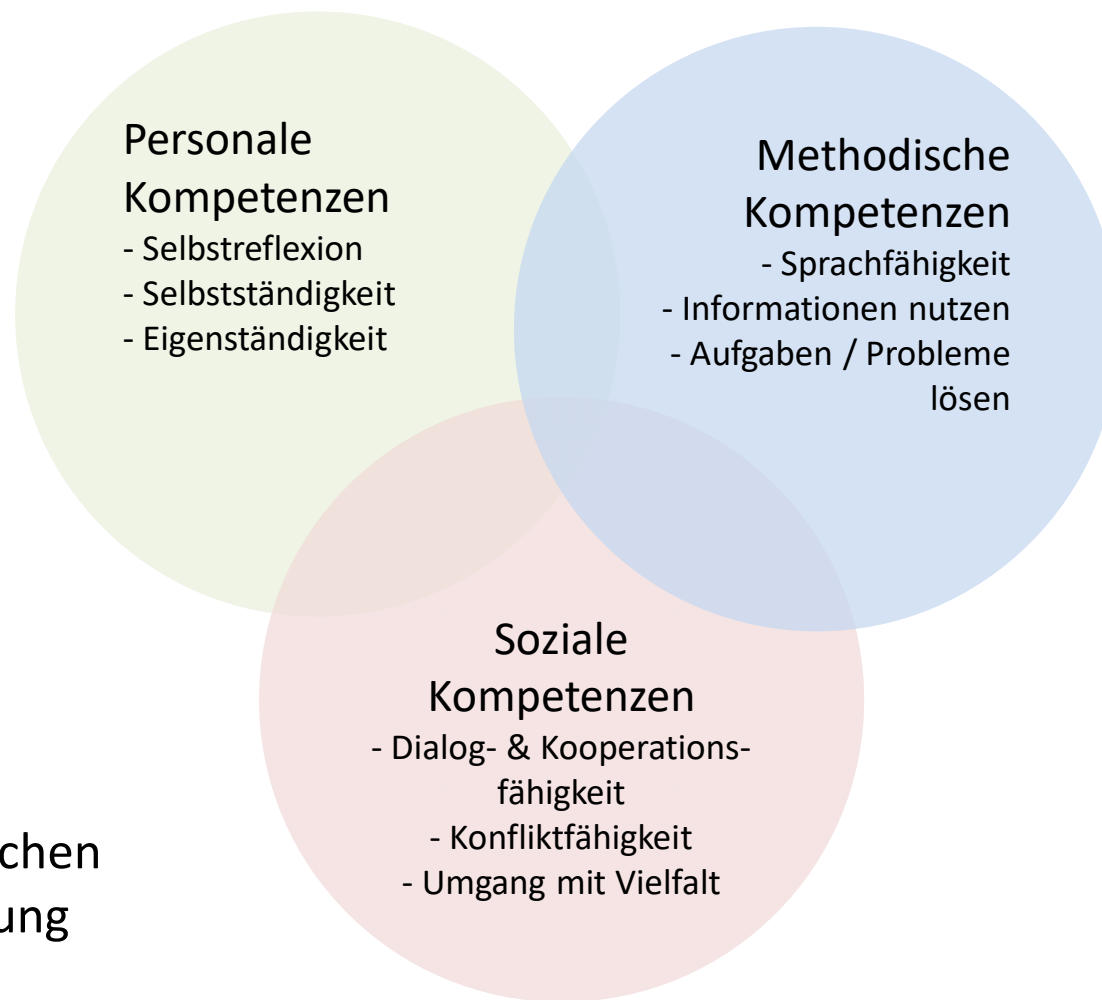 Personale
Kompetenzen
- Selbstreflexion
- Selbstständigkeit
- Eigenständigkeit
Methodische
Kompetenzen
- Sprachfähigkeit
- Informationen nutzen
- Aufgaben / Probleme
lösen
Soziale
Kompetenzen
- Dialog- & Kooperations-
fähigkeit
- Konfliktfähigkeit
- Umgang mit Vielfalt
chen
ung